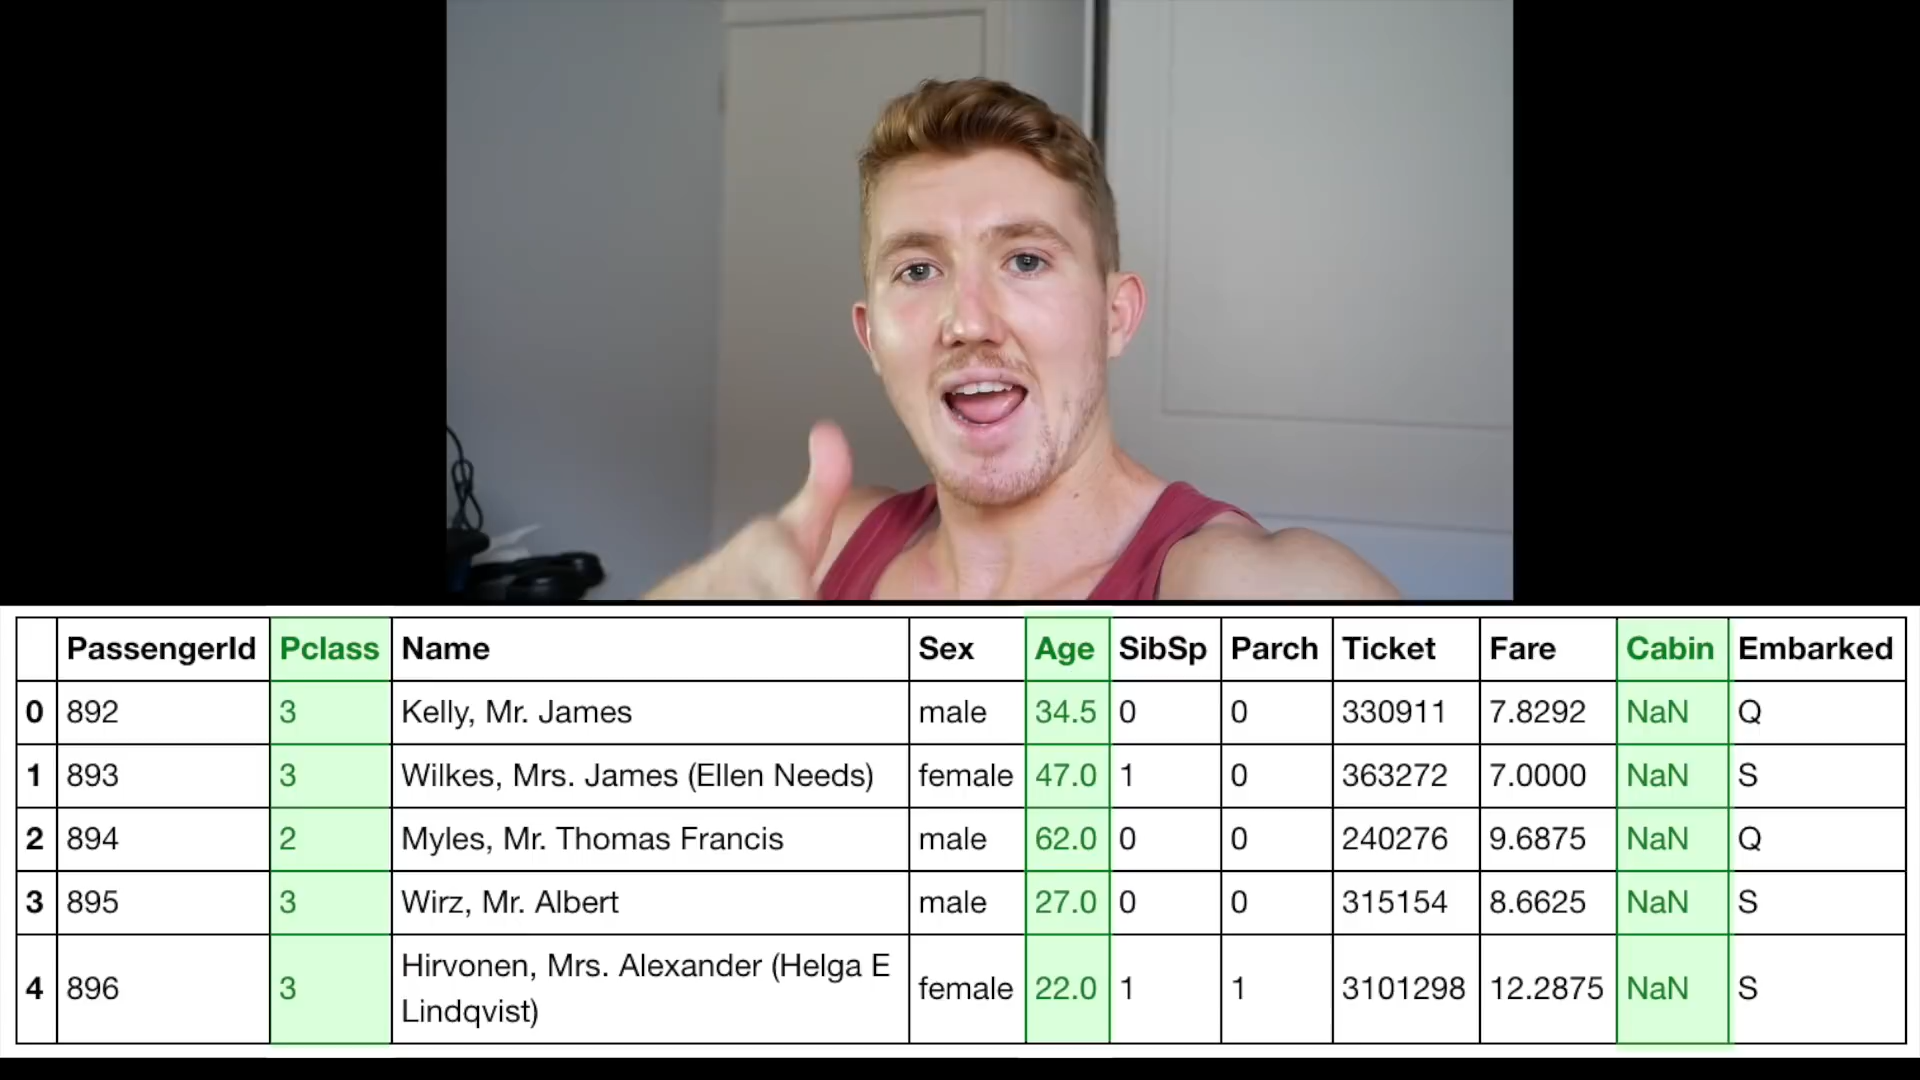 PassengerId Pclass Name Sex Age SibSp Parch Ticket Fare Cabin Embarked
0 892 3 Kelly, Mr. James male 34.5 0 0 330911 7.8292 NaN Q
1 893 3 Wilkes, Mrs. James (Ellen Needs) female 47.0 1 0 363272 7.0000 NaN S
2 894 2 Myles, Mr. Thomas Francis male 62.0 0 0 240276 9.6875 NaN Q
3 895 3 Wirz, Mr. Albert male 27.0 0 0 315154 8.6625 NaN S
4 896 3 Hirvonen, Mrs. Alexander (Helga E Lindqvist) female 22.0 1 1 3101298 12.2875 NaN S